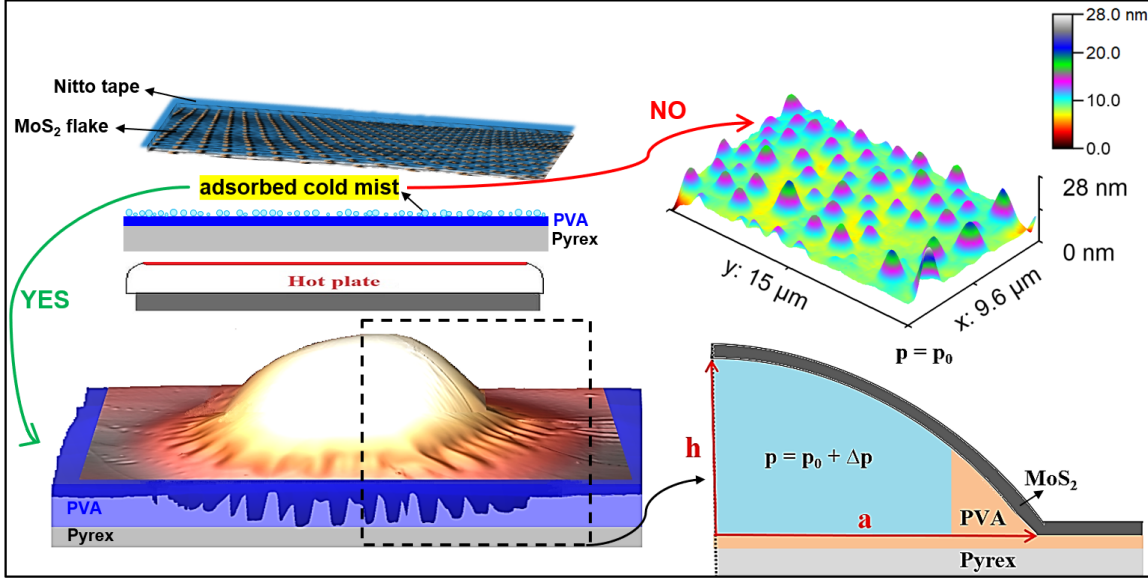 Nitto tape
MoS₂ flake
NO
28.0 nm
20.0
10.0
0.0
adsorbed cold mist
PVA
Pyrex
Hot plate
YES
28 nm
0 nm
y: 15 µm
x: 9.6 µm
p = p₀
PVA
Pyrex
h
p = p₀ + Δp
a
MoS₂
PVA
Pyrex